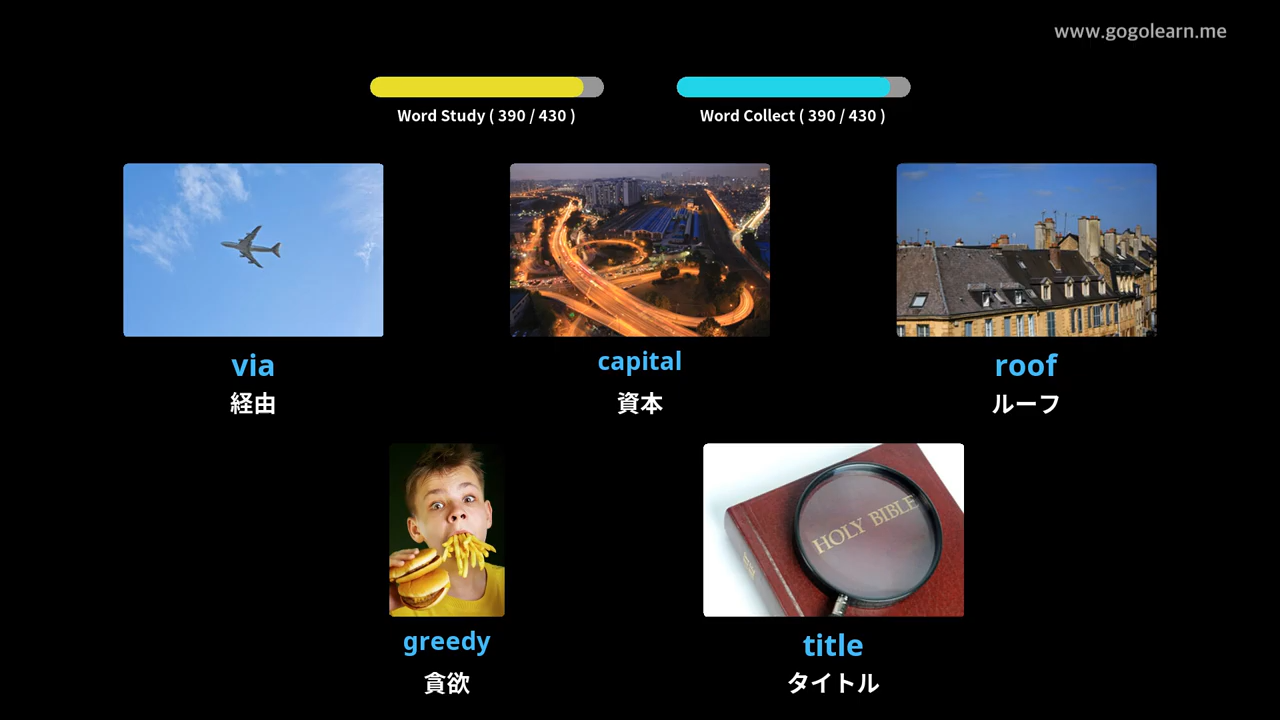 www.gogolearn.me
Word Study ( 390 / 430 )
Word Collect ( 390 / 430 )
via
経由
capital
資本
roof
ルーフ
HOLY BIBLE
greedy
貪欲
title
タイトル